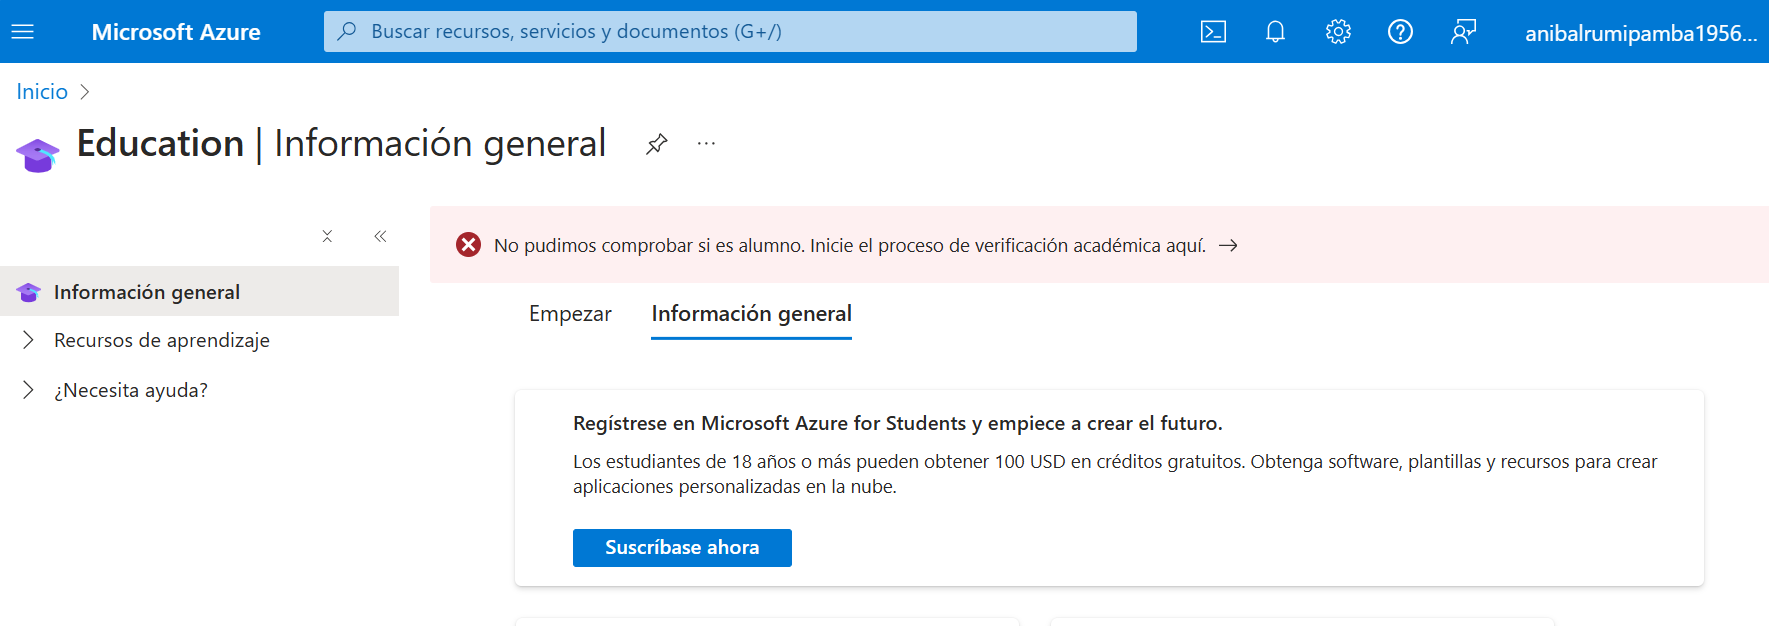 Microsoft Azure
Buscar recursos, servicios y documentos (G+/)
anibalrumipamba1956...
Inicio
Education | Información general
Información general
Recursos de aprendizaje
¿Necesita ayuda?
No pudimos comprobar si es alumno. Inicie el proceso de verificación académica aquí.
Empezar
Información general
Regístrese en Microsoft Azure for Students y empiece a crear el futuro.
Los estudiantes de 18 años o más pueden obtener 100 USD en créditos gratuitos. Obtenga software, plantillas y recursos para crear
aplicaciones personalizadas en la nube.
Suscríbase ahora